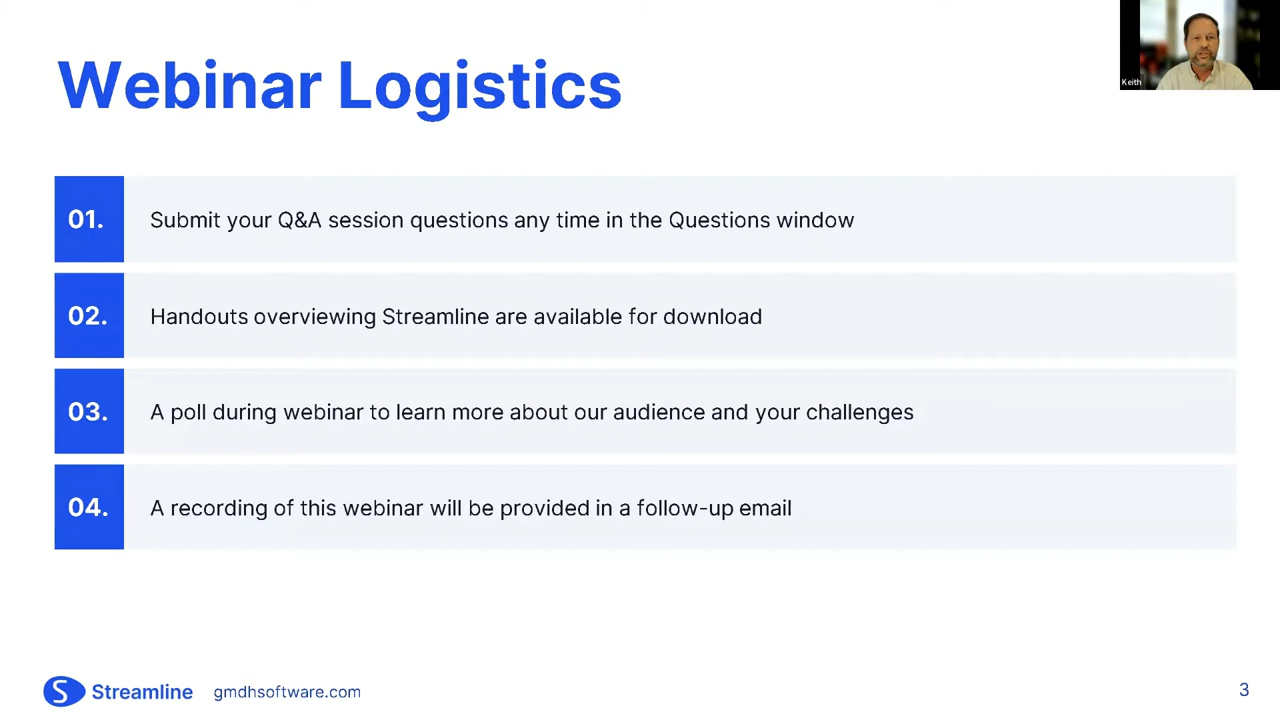 Webinar Logistics
Keith
01.
Submit your Q&A session questions any time in the Questions window
02.
Handouts overviewing Streamline are available for download
03.
A poll during webinar to learn more about our audience and your challenges
04.
A recording of this webinar will be provided in a follow-up email
S Streamline gmdhsoftware.com
3